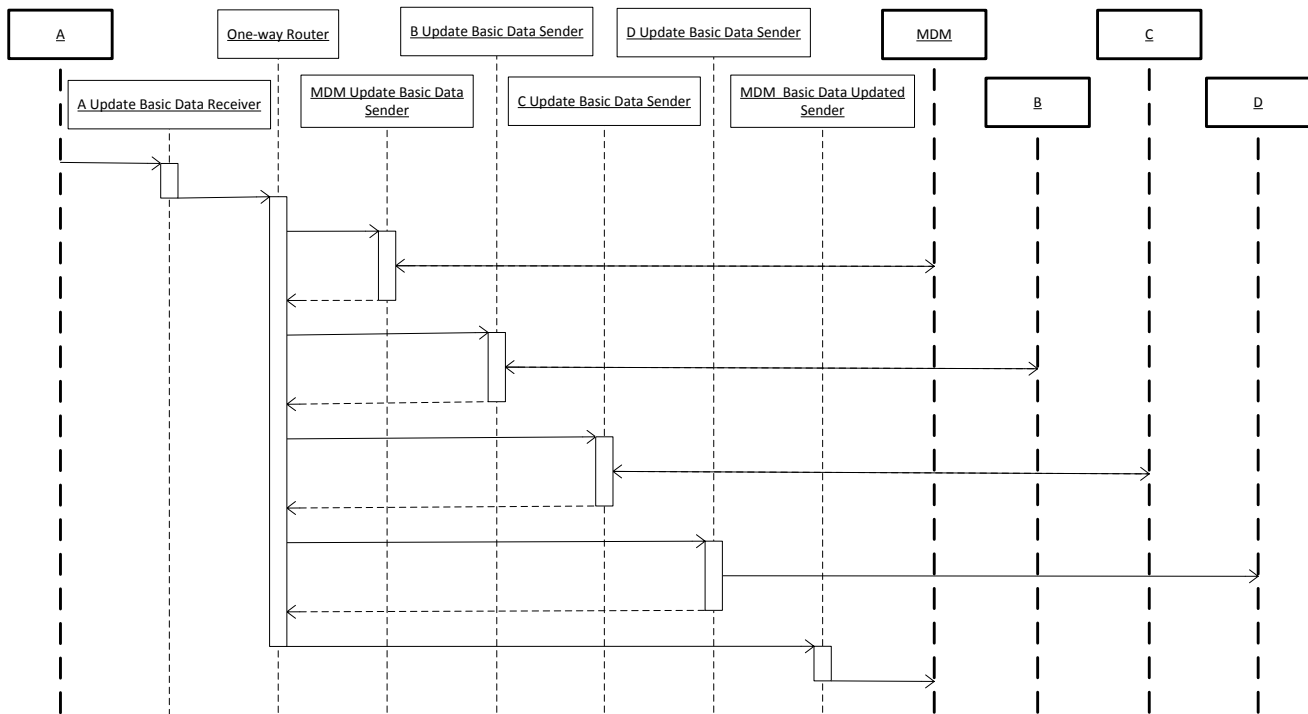 A
One-way Router
B Update Basic Data Sender
D Update Basic Data Sender
MDM
C
A Update Basic Data Receiver
MDM Update Basic Data
Sender
C Update Basic Data Sender
MDM  Basic Data Updated
Sender
B
D